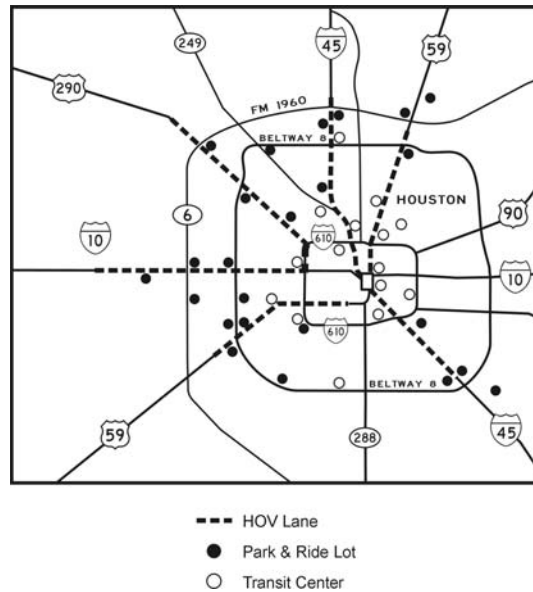 249
45
59
290
FM 1960
BELTWAY 8
HOUSTON
6
90
10
610
10
610
BELTWAY 8
59
288
45
HOV Lane
Park & Ride Lot
Transit Center